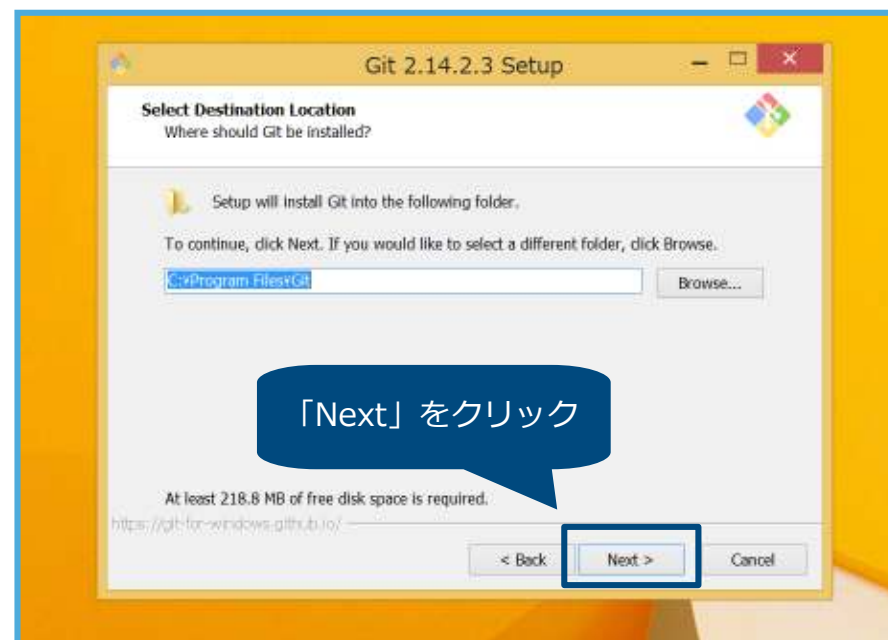 Git 2.14.2.3 Setup
Select Destination Location
Where should Git be installed?
Setup will install Git into the following folder.
To continue, click Next. If you would like to select a different folder, click Browse.
C:¥Program Files¥Git
Browse...
「Next」をクリック
At least 218.8 MB of free disk space is required.
https://git-for-windows.github.io/
< Back
Next >
Cancel